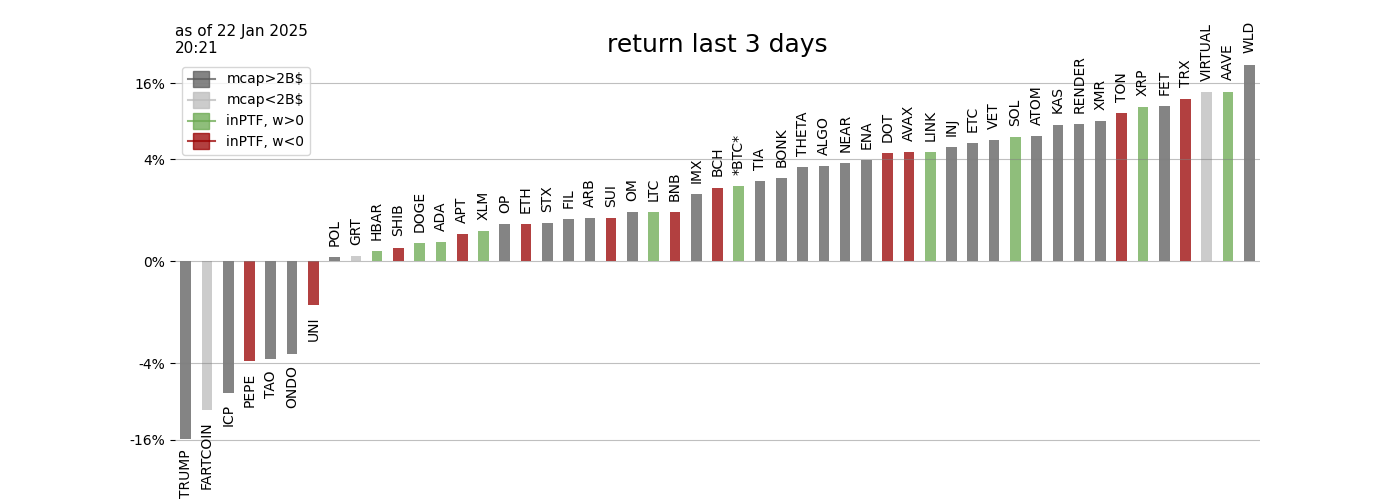 as of 22 Jan 2025
20:21
return last 3 days
mcap>2B$
mcap<2B$
inPTF, w>0
inPTF, w<0
16%
4%
0%
-4%
-16%
TRUMP
FARTCOIN
ICP
PEPE
TAO
ONDO
UNI
POL
GRT
HBAR
SHIB
DOGE
ADA
APT
XLM
OP
ETH
STX
FIL
ARB
SUI
OM
LTC
BNB
IMX
BCH
*BTC*
TIA
BONK
THETA
ALGO
NEAR
ENA
DOT
AVAX
LINK
INJ
ETC
VET
SOL
ATOM
KAS
RENDER
XMR
TON
XRP
FET
TRX
VIRTUAL
AAVE
WLD